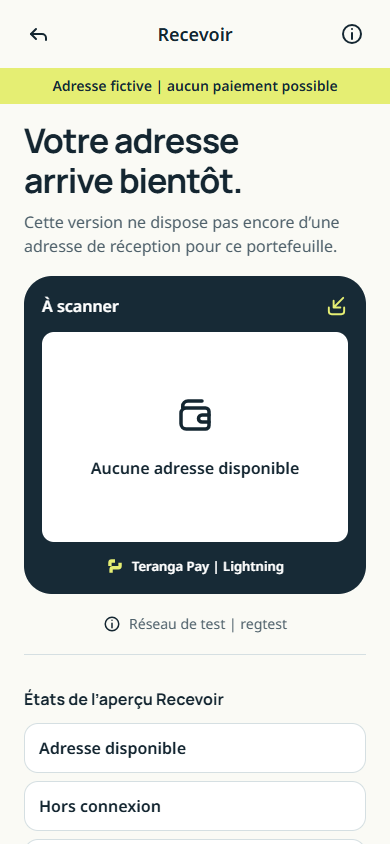 Recevoir
Adresse fictive | aucun paiement possible
Votre adresse
arrive bientôt.
Cette version ne dispose pas encore d’une
adresse de réception pour ce portefeuille.
À scanner
Aucune adresse disponible
Teranga Pay | Lightning
Réseau de test | regtest
États de l’aperçu Recevoir
Adresse disponible
Hors connexion